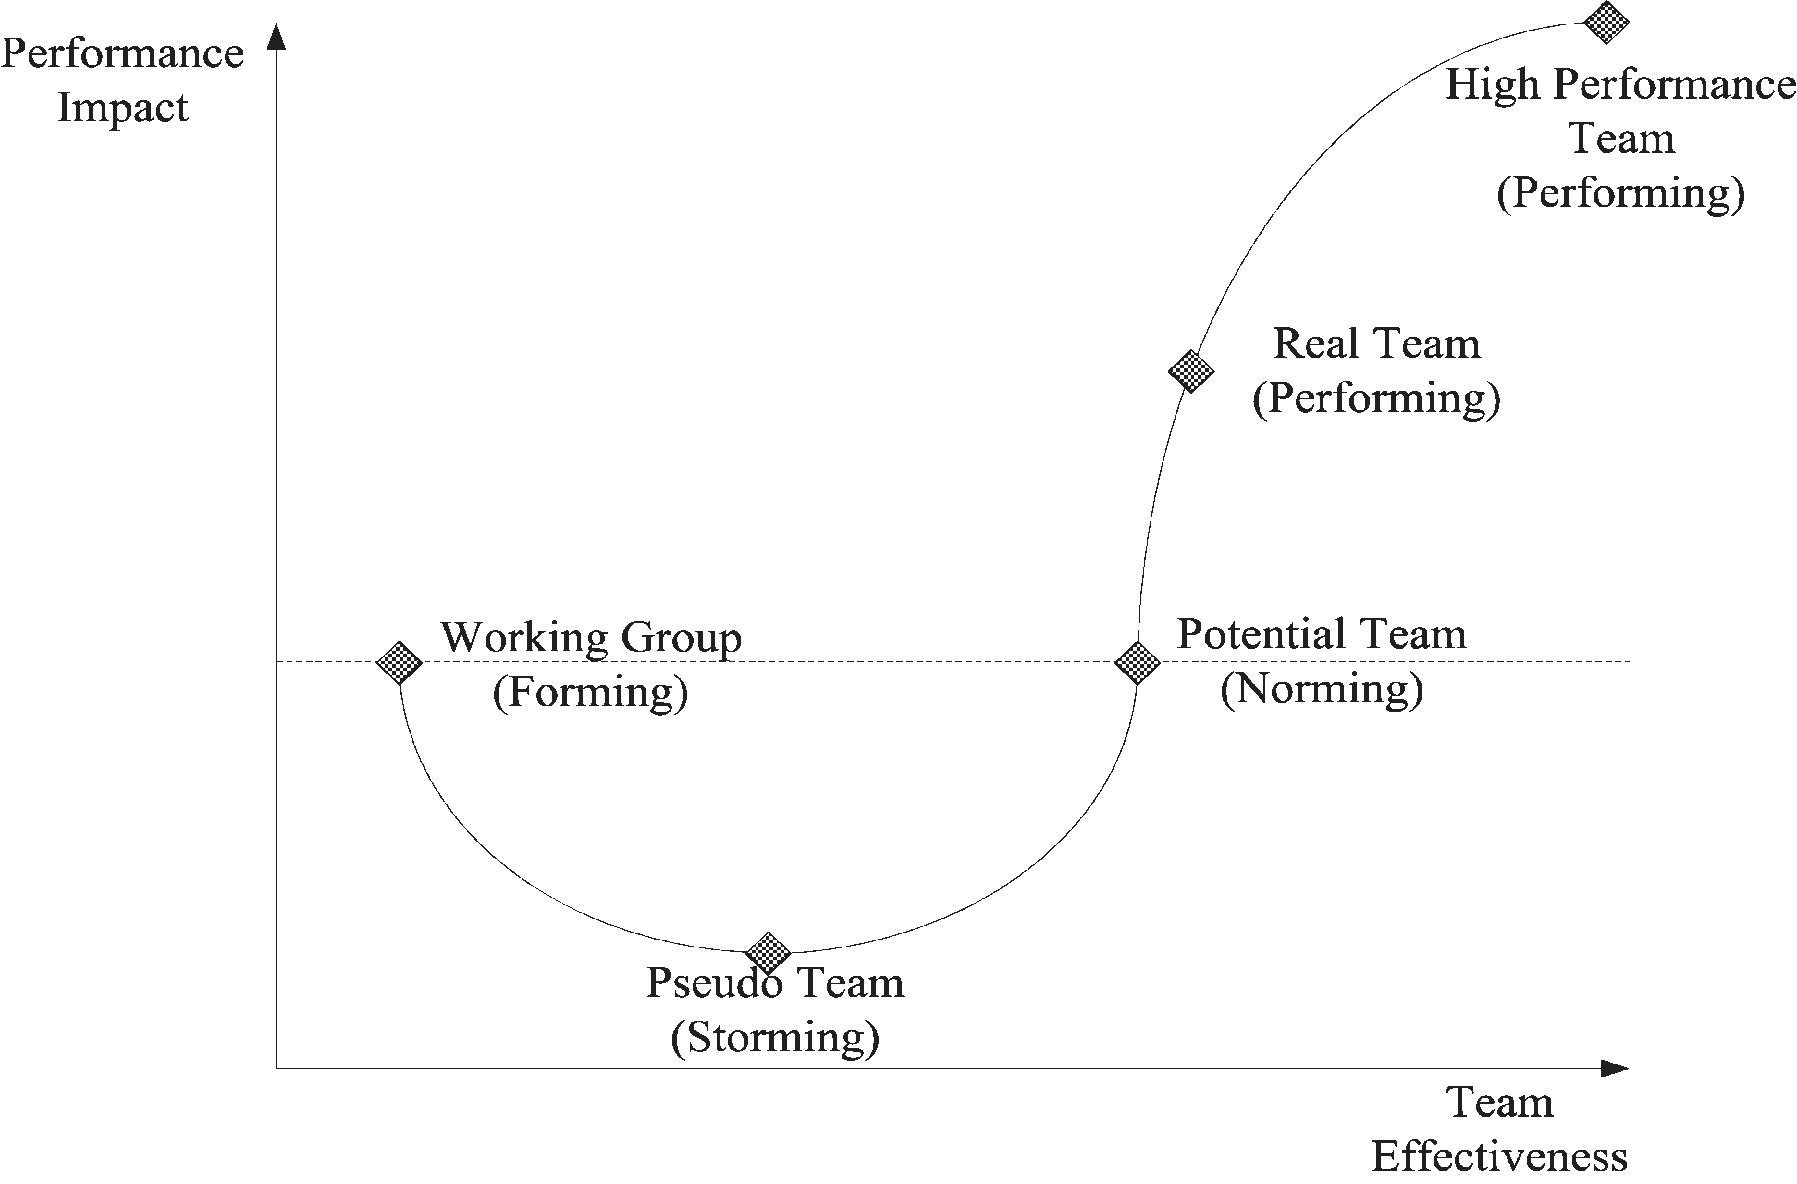 Performance
Impact
High Performance
Team
(Performing)
Real Team
(Performing)
Working Group
(Forming)
Potential Team
(Norming)
Pseudo Team
(Storming)
Team
Effectiveness